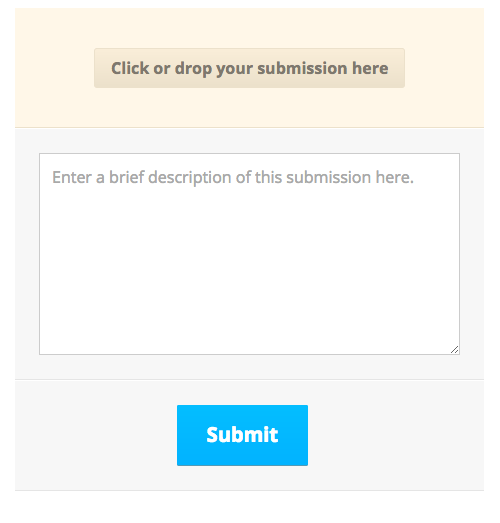 Click or drop your submission here
Enter a brief description of this submission here.
Submit